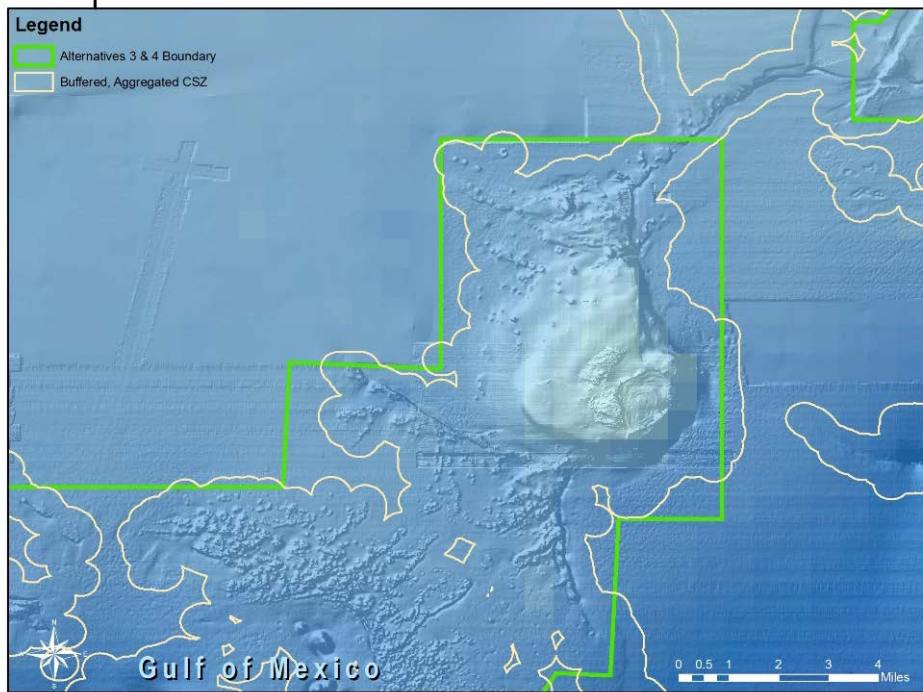 Legend
Alternatives 3 & 4 Boundary
Buffered, Aggregated CSZ
N
E
S
Gulf of Mexico
0 0.5 1 2 3 4
Miles